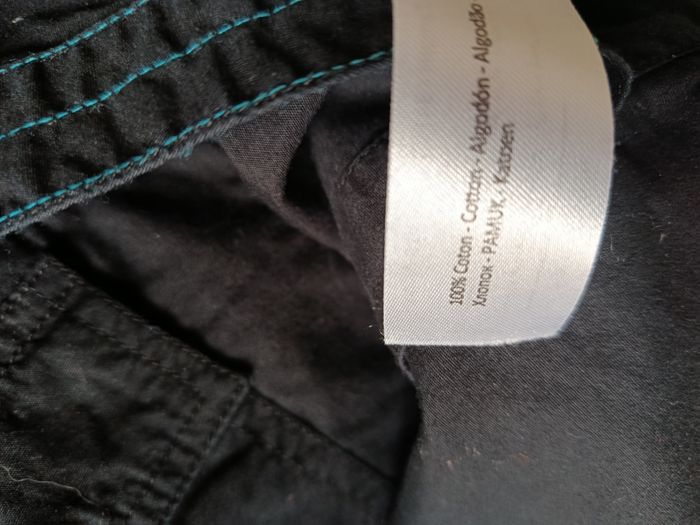 100% Coton - Cotton - Algodón - Algodão
Хлопок - PAMUK - Katoen